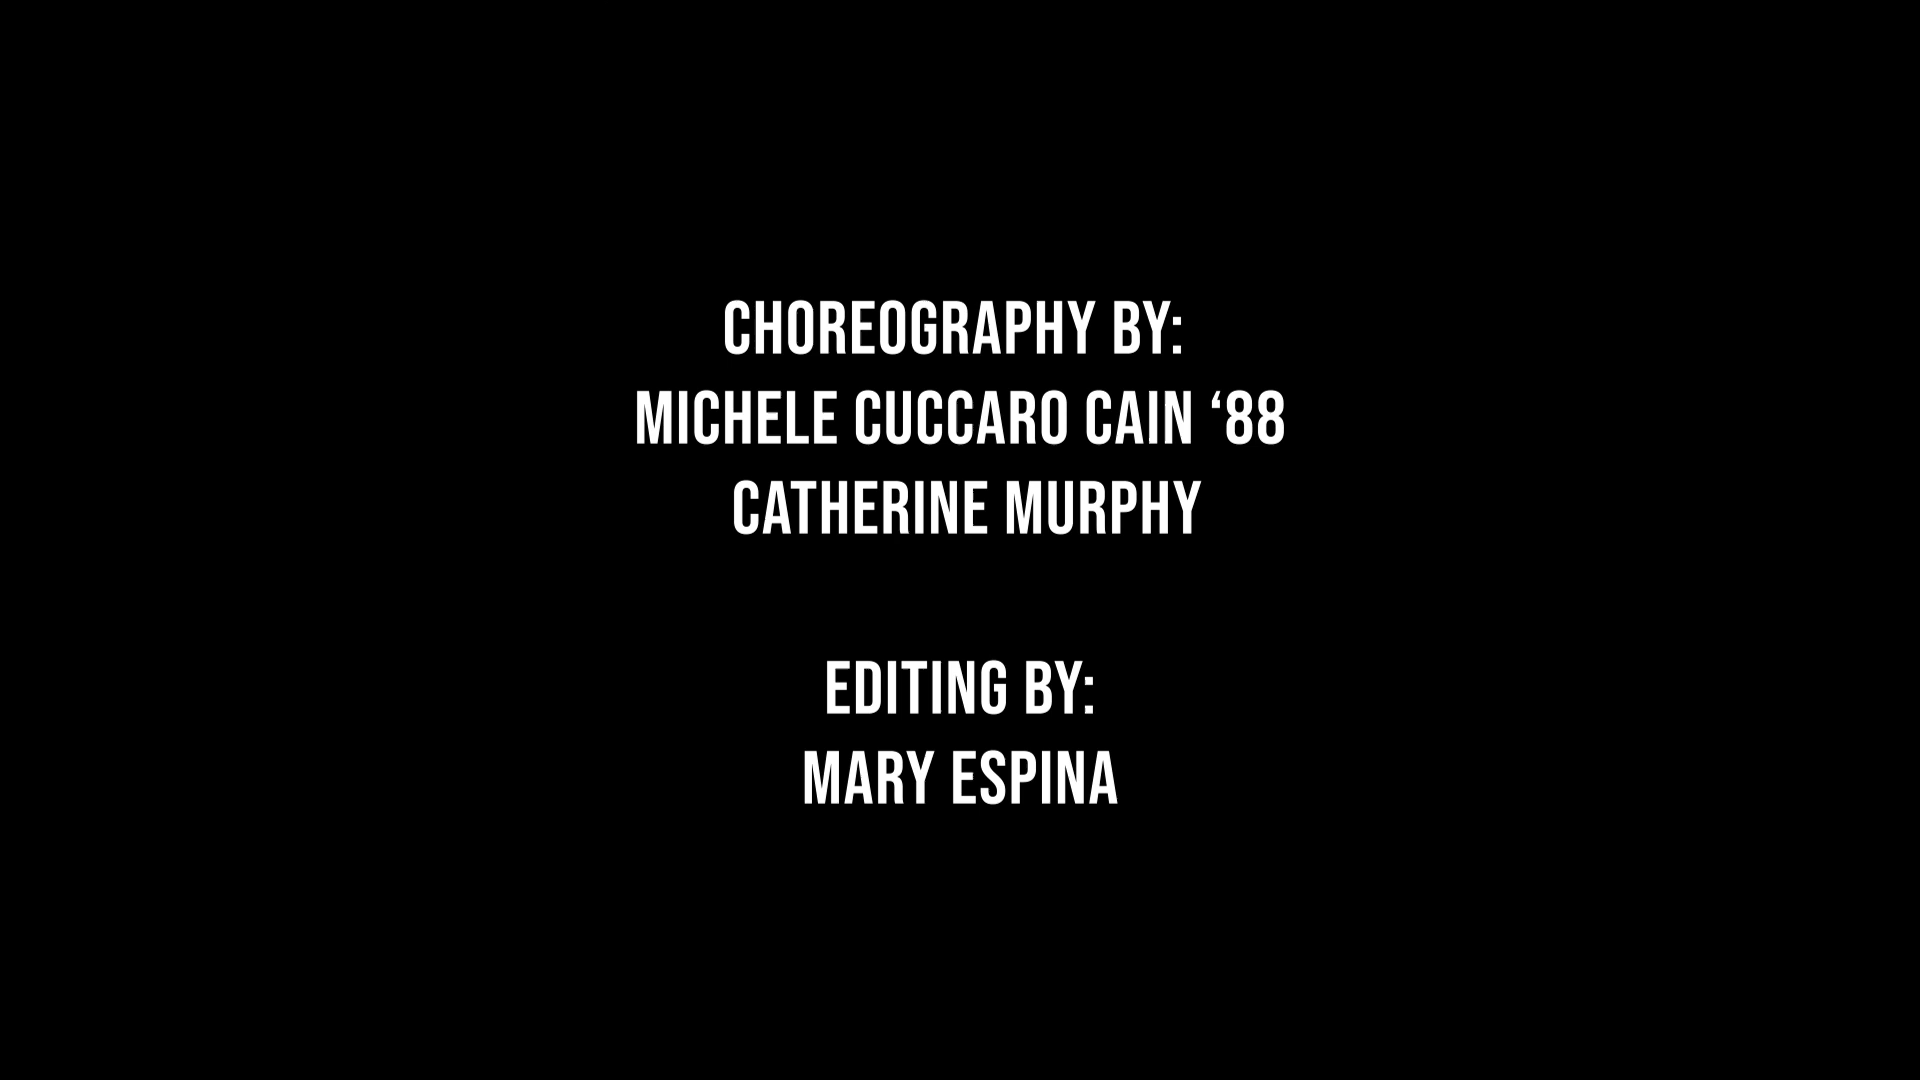 CHOREOGRAPHY BY:
MICHELE CUCCARO CAIN ‘88
CATHERINE MURPHY
EDITING BY:
MARY ESPINA